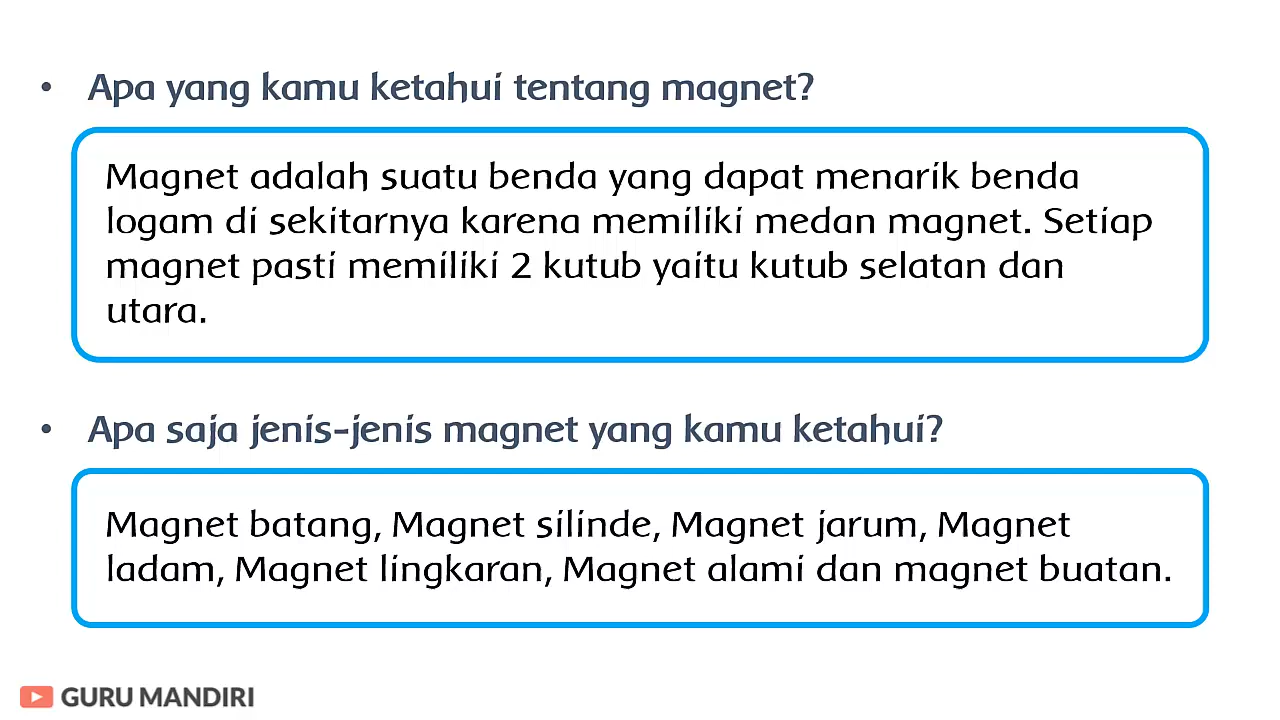 • Apa yang kamu ketahui tentang magnet?
Magnet adalah suatu benda yang dapat menarik benda
logam di sekitarnya karena memiliki medan magnet. Setiap
magnet pasti memiliki 2 kutub yaitu kutub selatan dan
utara.
• Apa saja jenis-jenis magnet yang kamu ketahui?
Magnet batang, Magnet silinde, Magnet jarum, Magnet
ladam, Magnet lingkaran, Magnet alami dan magnet buatan.
GURU MANDIRI